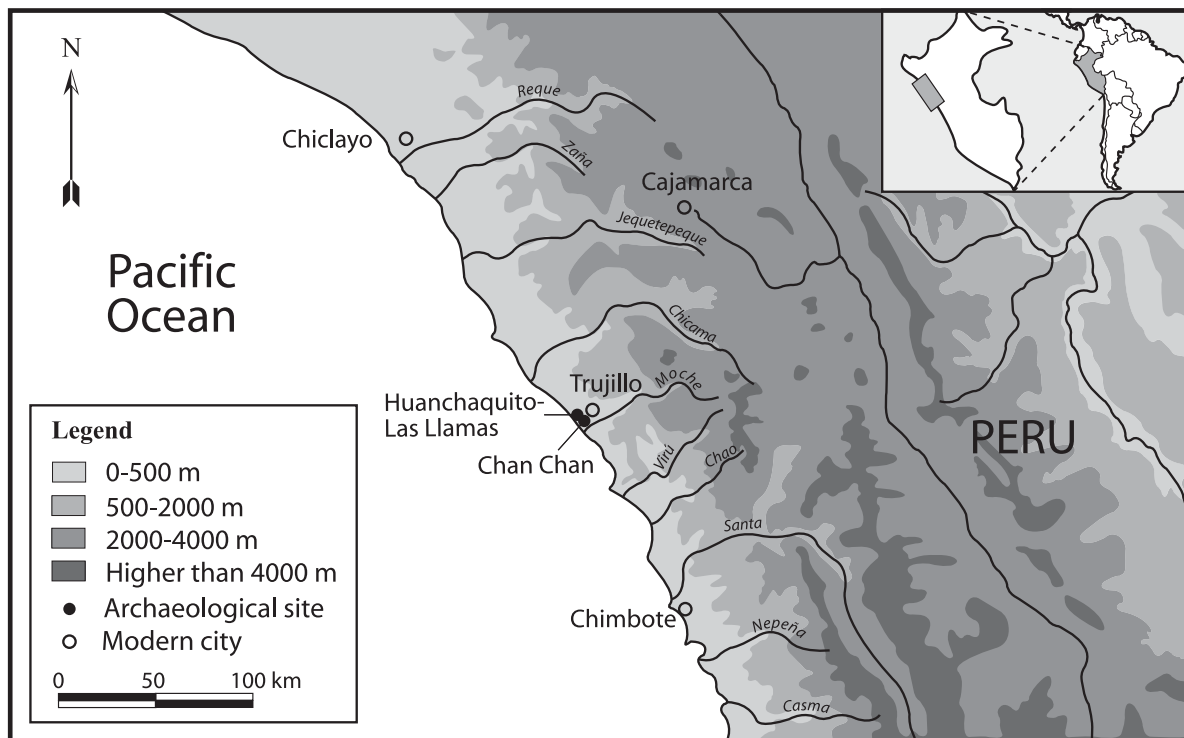 N
Reque
Chiclayo
Zaña
Cajamarca
Jequetepeque
Pacific
Ocean
Chicama
Trujillo
Moche
Huanchaquito-
Las Llamas
Chan Chan
Virú
Chao
PERU
Santa
Chimbote
Nepeña
Casma
Legend
0-500 m
500-2000 m
2000-4000 m
Higher than 4000 m
Archaeological site
Modern city
0 50 100 km